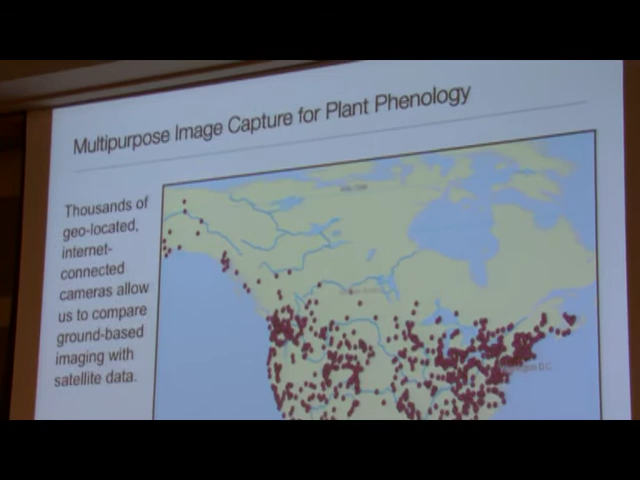 Multipurpose Image Capture for Plant Phenology
Thousands of
geo-located,
internet-
connected
cameras allow
us to compare
ground-based
imaging with
satellite data.